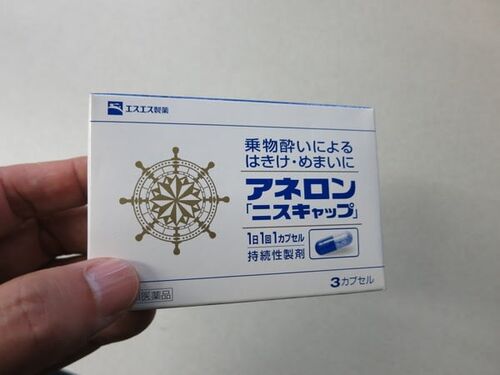 エスエス製薬
乗物酔いによる
はきけ・めまいに
アネロン
「ニスキャップ」
1日1回1カプセル
持続性製剤
医薬品
3カプセル